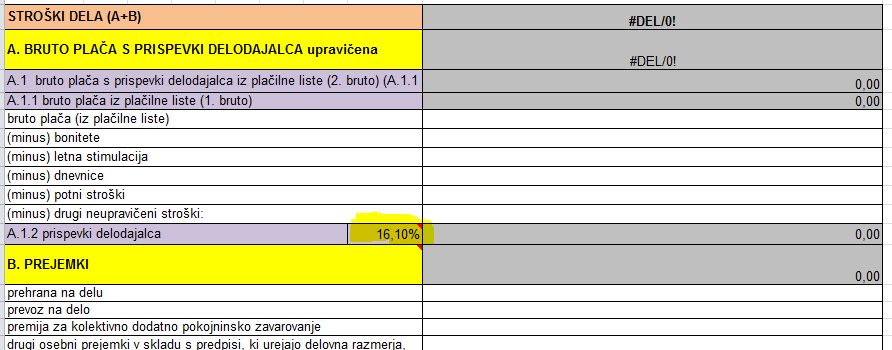 STROŠKI DELA (A+B) #DEL/0!
A. BRUTO PLAČA S PRISPEVKI DELODAJALCA upravičena #DEL/0!
A.1 bruto plača s prispevki delodajalca iz plačilne liste (2. bruto) (A.1.1 0,00
A.1.1 bruto plača iz plačilne liste (1. bruto) 0,00
bruto plača (iz plačilne liste)
(minus) bonitete
(minus) letna stimulacija
(minus) dnevnice
(minus) potni stroški
(minus) drugi neupravičeni stroški:
A.1.2 prispevki delodajalca 16,10% 0,00
B. PREJEMKI 0,00
prehrana na delu
prevoz na delo
premija za kolektivno dodatno pokojninsko zavarovanje
drugi osebni prejemki v skladu s predpisi, ki urejajo delovna razmerja,